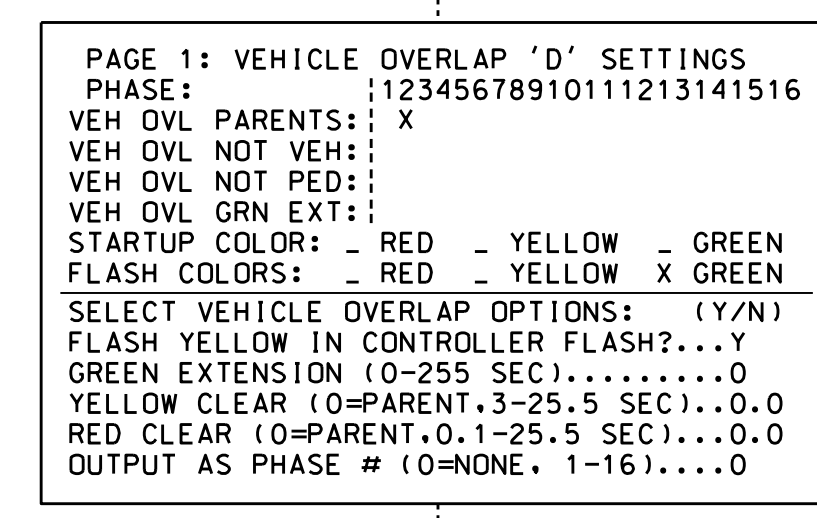 PAGE 1: VEHICLE OVERLAP 'D' SETTINGS
PHASE: ¦12345678910111213141516
VEH OVL PARENTS:¦ X
VEH OVL NOT VEH:¦
VEH OVL NOT PED:¦
VEH OVL GRN EXT:¦
STARTUP COLOR: _ RED _ YELLOW _ GREEN
FLASH COLORS: _ RED _ YELLOW X GREEN
SELECT VEHICLE OVERLAP OPTIONS: (Y/N)
FLASH YELLOW IN CONTROLLER FLASH?...Y
GREEN EXTENSION (0-255 SEC).........0
YELLOW CLEAR (0=PARENT,3-25.5 SEC)..0.0
RED CLEAR (0=PARENT,0.1-25.5 SEC)...0.0
OUTPUT AS PHASE # (0=NONE, 1-16)....0